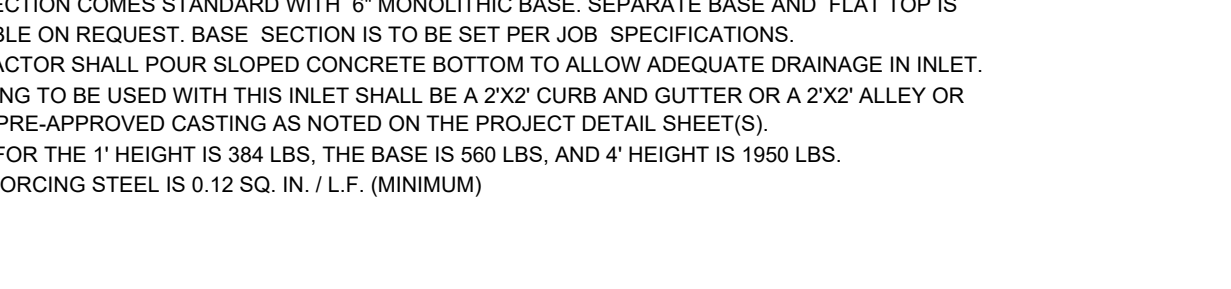 ECTION COMES STANDARD WITH 6" MONOLITHIC BASE. SEPARATE BASE AND FLAT TOP IS
BLE ON REQUEST. BASE SECTION IS TO BE SET PER JOB SPECIFICATIONS.
ACTOR SHALL POUR SLOPED CONCRETE BOTTOM TO ALLOW ADEQUATE DRAINAGE IN INLET.
NG TO BE USED WITH THIS INLET SHALL BE A 2'X2' CURB AND GUTTER OR A 2'X2' ALLEY OR
PRE-APPROVED CASTING AS NOTED ON THE PROJECT DETAIL SHEET(S).
FOR THE 1' HEIGHT IS 384 LBS, THE BASE IS 560 LBS, AND 4' HEIGHT IS 1950 LBS.
ORCING STEEL IS 0.12 SQ. IN. / L.F. (MINIMUM)